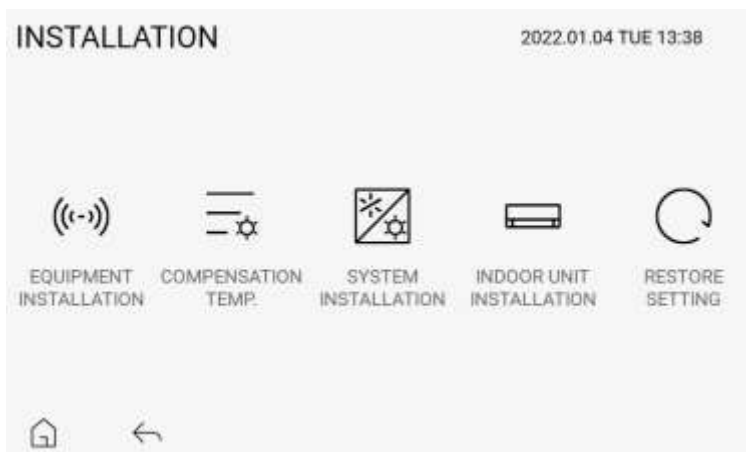 INSTALLATION
2022.01.04 TUE 13:38
EQUIPMENT
INSTALLATION
COMPENSATION
TEMP.
SYSTEM
INSTALLATION
INDOOR UNIT
INSTALLATION
RESTORE
SETTING